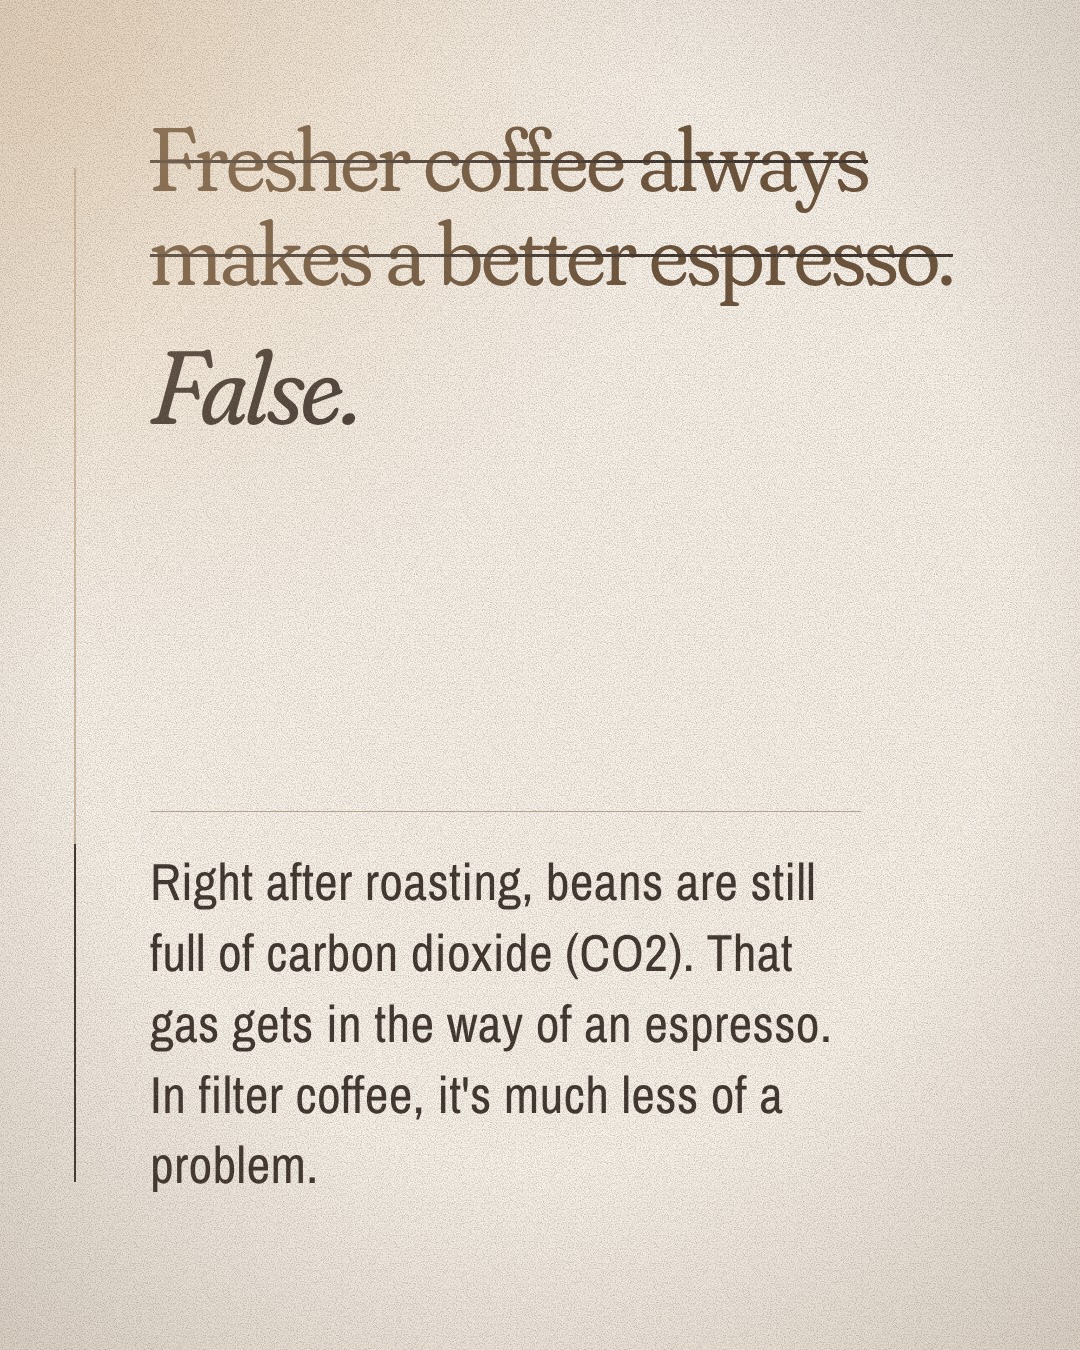 Fresher coffee always
makes a better espresso.
False.
Right after roasting, beans are still
full of carbon dioxide (CO2). That
gas gets in the way of an espresso.
In filter coffee, it's much less of a
problem.